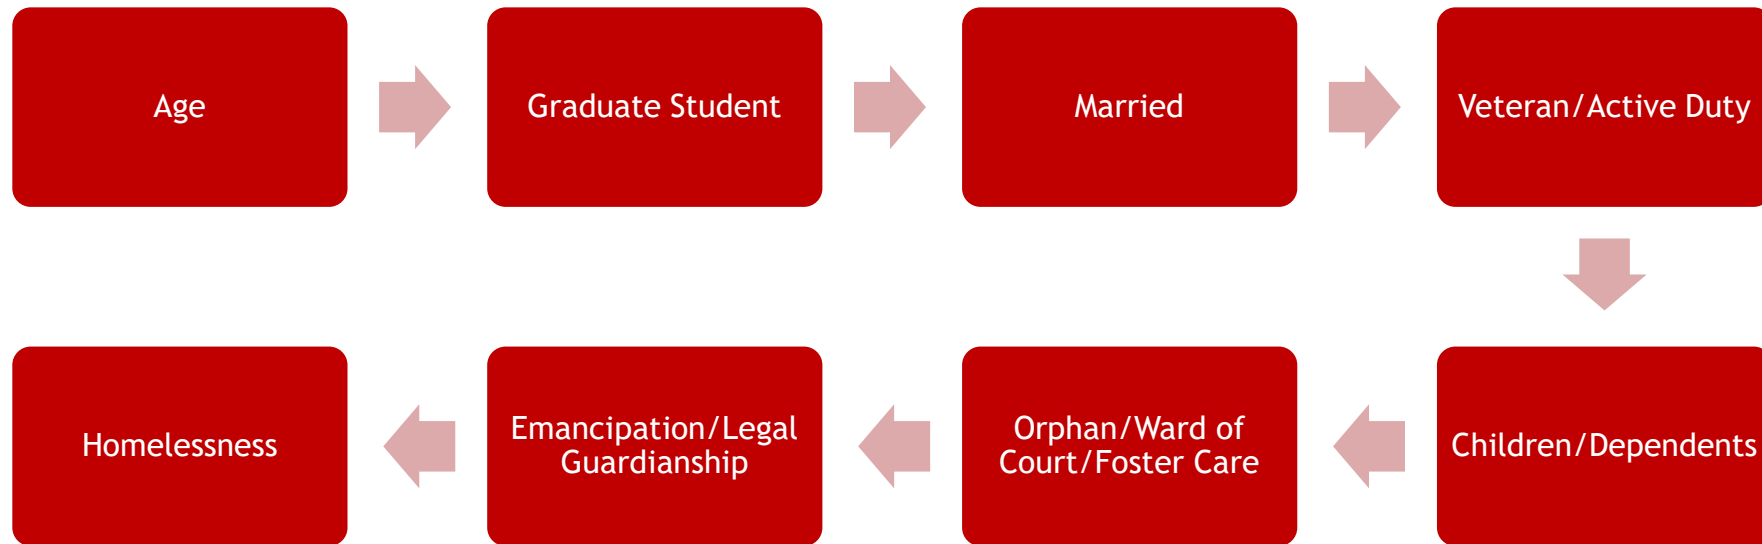 Age
Graduate Student
Married
Veteran/Active Duty
Children/Dependents
Orphan/Ward of
Court/Foster Care
Emancipation/Legal
Guardianship
Homelessness